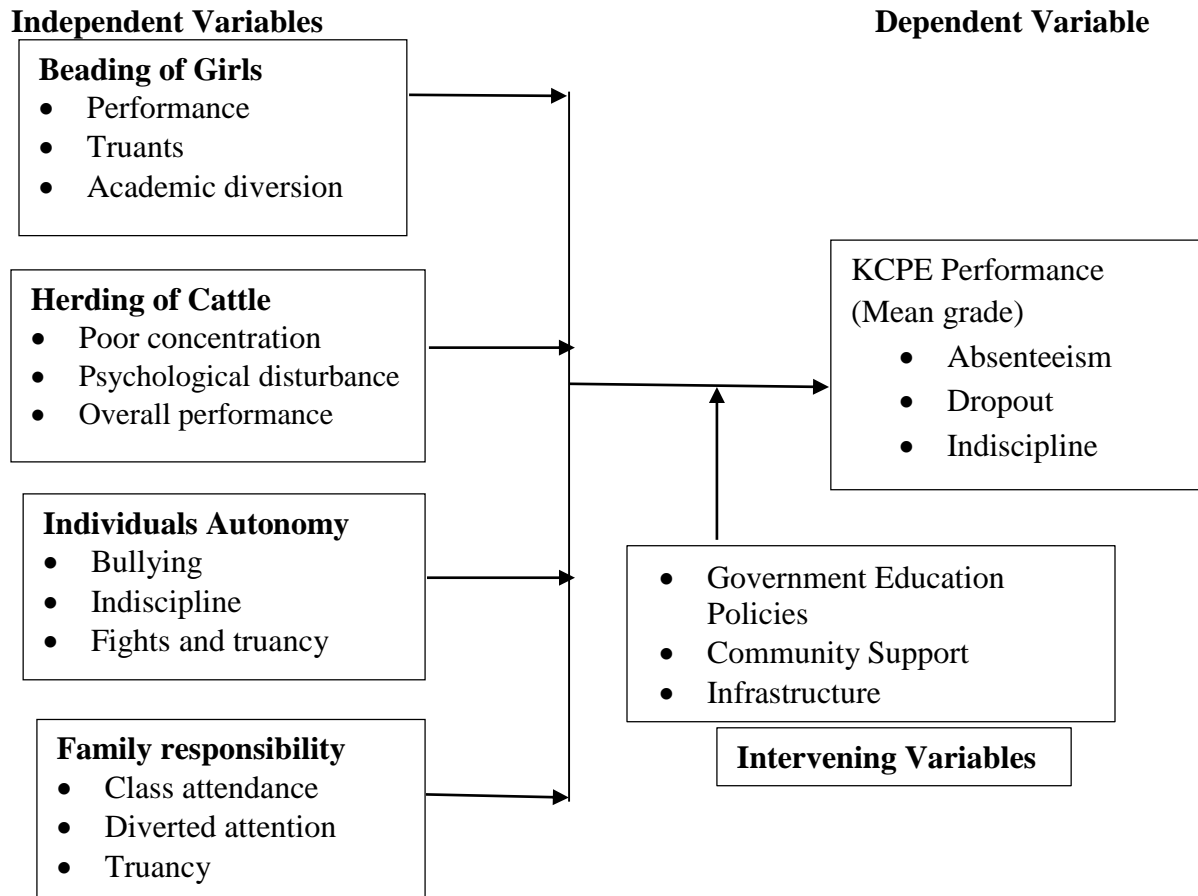 Independent Variables
Dependent Variable
Beading of Girls
• Performance
• Truants
• Academic diversion
Herding of Cattle
• Poor concentration
• Psychological disturbance
• Overall performance
Individuals Autonomy
• Bullying
• Indiscipline
• Fights and truancy
Family responsibility
• Class attendance
• Diverted attention
• Truancy
KCPE Performance
(Mean grade)
• Absenteeism
• Dropout
• Indiscipline
• Government Education
Policies
• Community Support
• Infrastructure
Intervening Variables